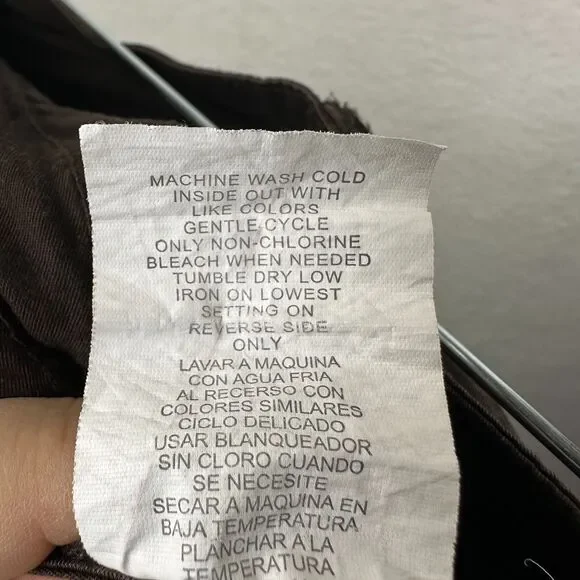 MACHINE WASH COLD
INSIDE OUT WITH
LIKE COLORS
GENTLE CYCLE
ONLY NON-CHLORINE
BLEACH WHEN NEEDED
TUMBLE DRY LOW
IRON ON LOWEST
SETTING ON
REVERSE SIDE
ONLY
LAVAR A MAQUINA
CON AGUA FRIA
AL RECERSO CON
COLORES SIMILARES
CICLO DELICADO
USAR BLANQUEADOR
SIN CLORO CUANDO
SE NECESITE
SECAR A MAQUINA EN
BAJA TEMPERATURA
PLANCHAR A LA
TEMPERATURA